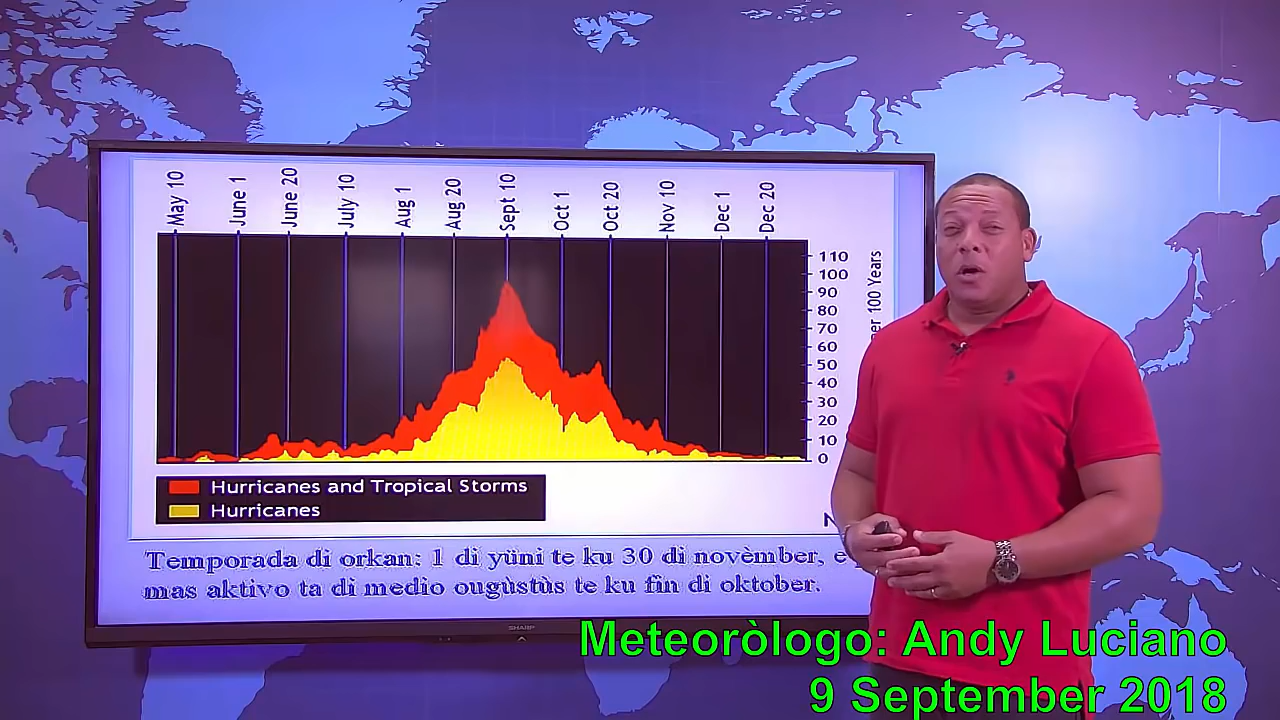 May 10
June 1
June 20
July 10
Aug 1
Aug 20
Sept 10
Oct 1
Oct 20
Nov 10
Dec 1
Dec 20
110
100
90
80
70
60
50
40
30
20
10
0
100 Years
Hurricanes and Tropical Storms
Hurricanes
Temporada di orkan: 1 di yüni te ku 30 di novèmber,
mas aktivo ta di medio ougùstùs te ku fin di oktober.
SHARP
Meteoròlogo: Andy Luciano
9 September 2018